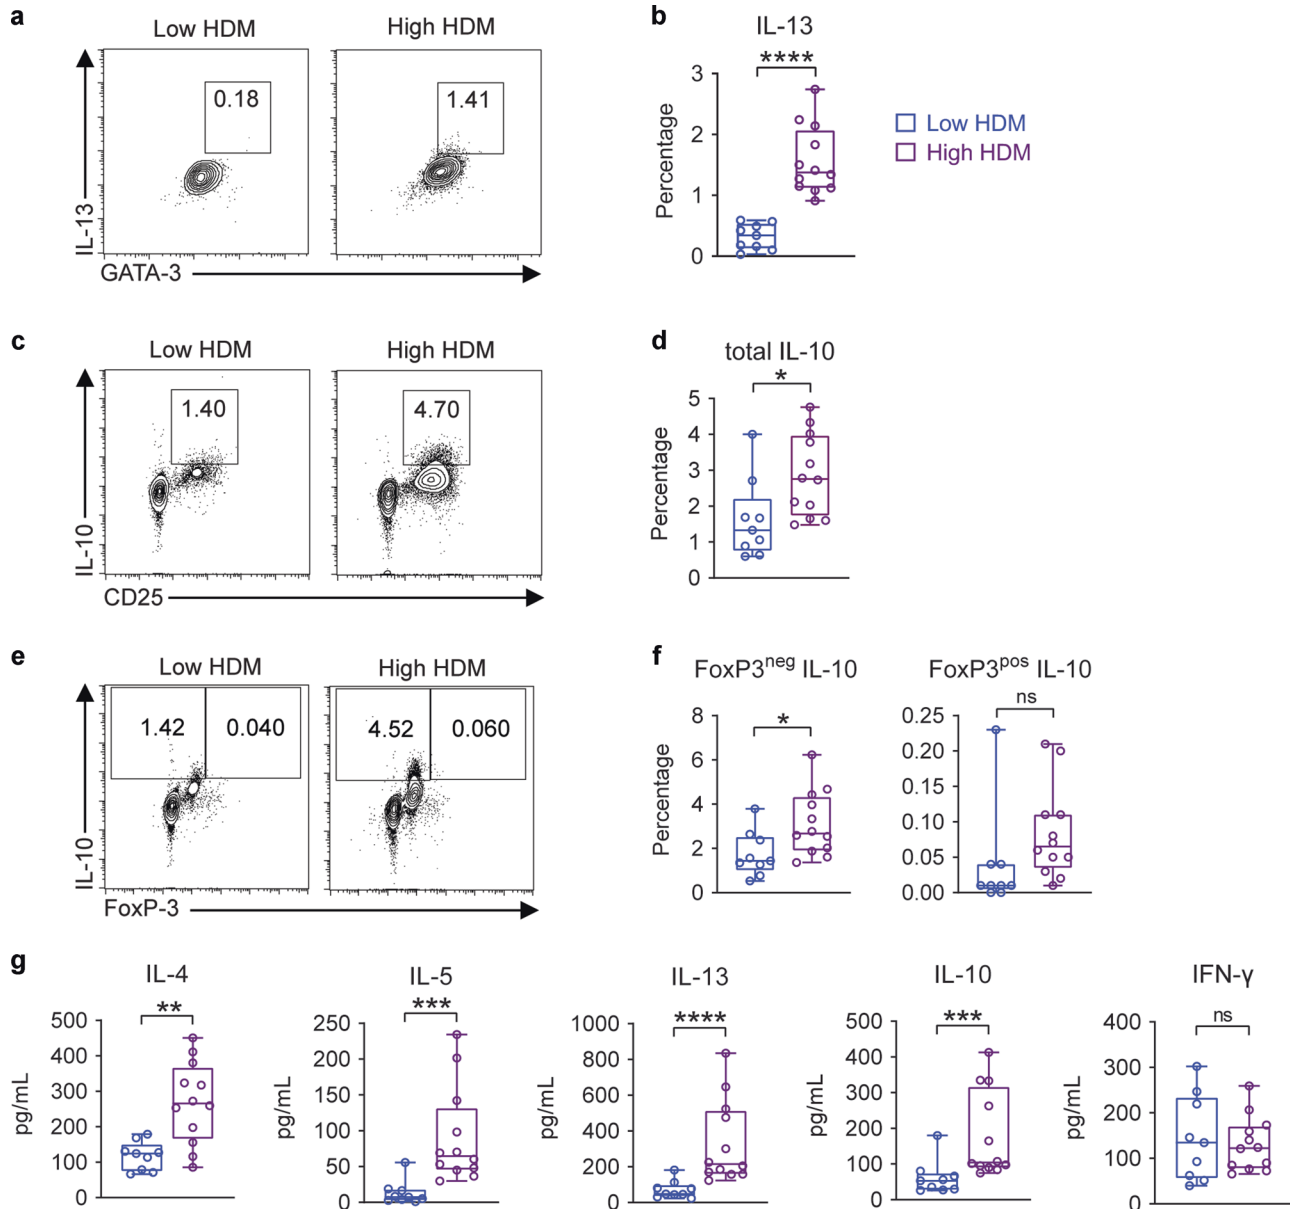 a
Low HDM
High HDM
0.18
1.41
IL-13
GATA-3
b
IL-13
****
3
2
1
0
Percentage
Low HDM
High HDM
c
Low HDM
High HDM
1.40
4.70
IL-10
CD25
d
total IL-10
*
5
4
3
2
1
0
Percentage
e
Low HDM
High HDM
1.42
0.040
4.52
0.060
IL-10
FoxP-3
f
FoxP3neg IL-10
*
8
6
4
2
0
Percentage
FoxP3pos IL-10
ns
0.25
0.20
0.15
0.10
0.05
0.00
g
IL-4
**
500
400
300
200
100
0
pg/mL
IL-5
***
250
200
150
100
50
0
pg/mL
IL-13
****
1000
800
600
400
200
0
pg/mL
IL-10
***
500
400
300
200
100
0
pg/mL
IFN-γ
ns
400
300
200
100
0
pg/mL